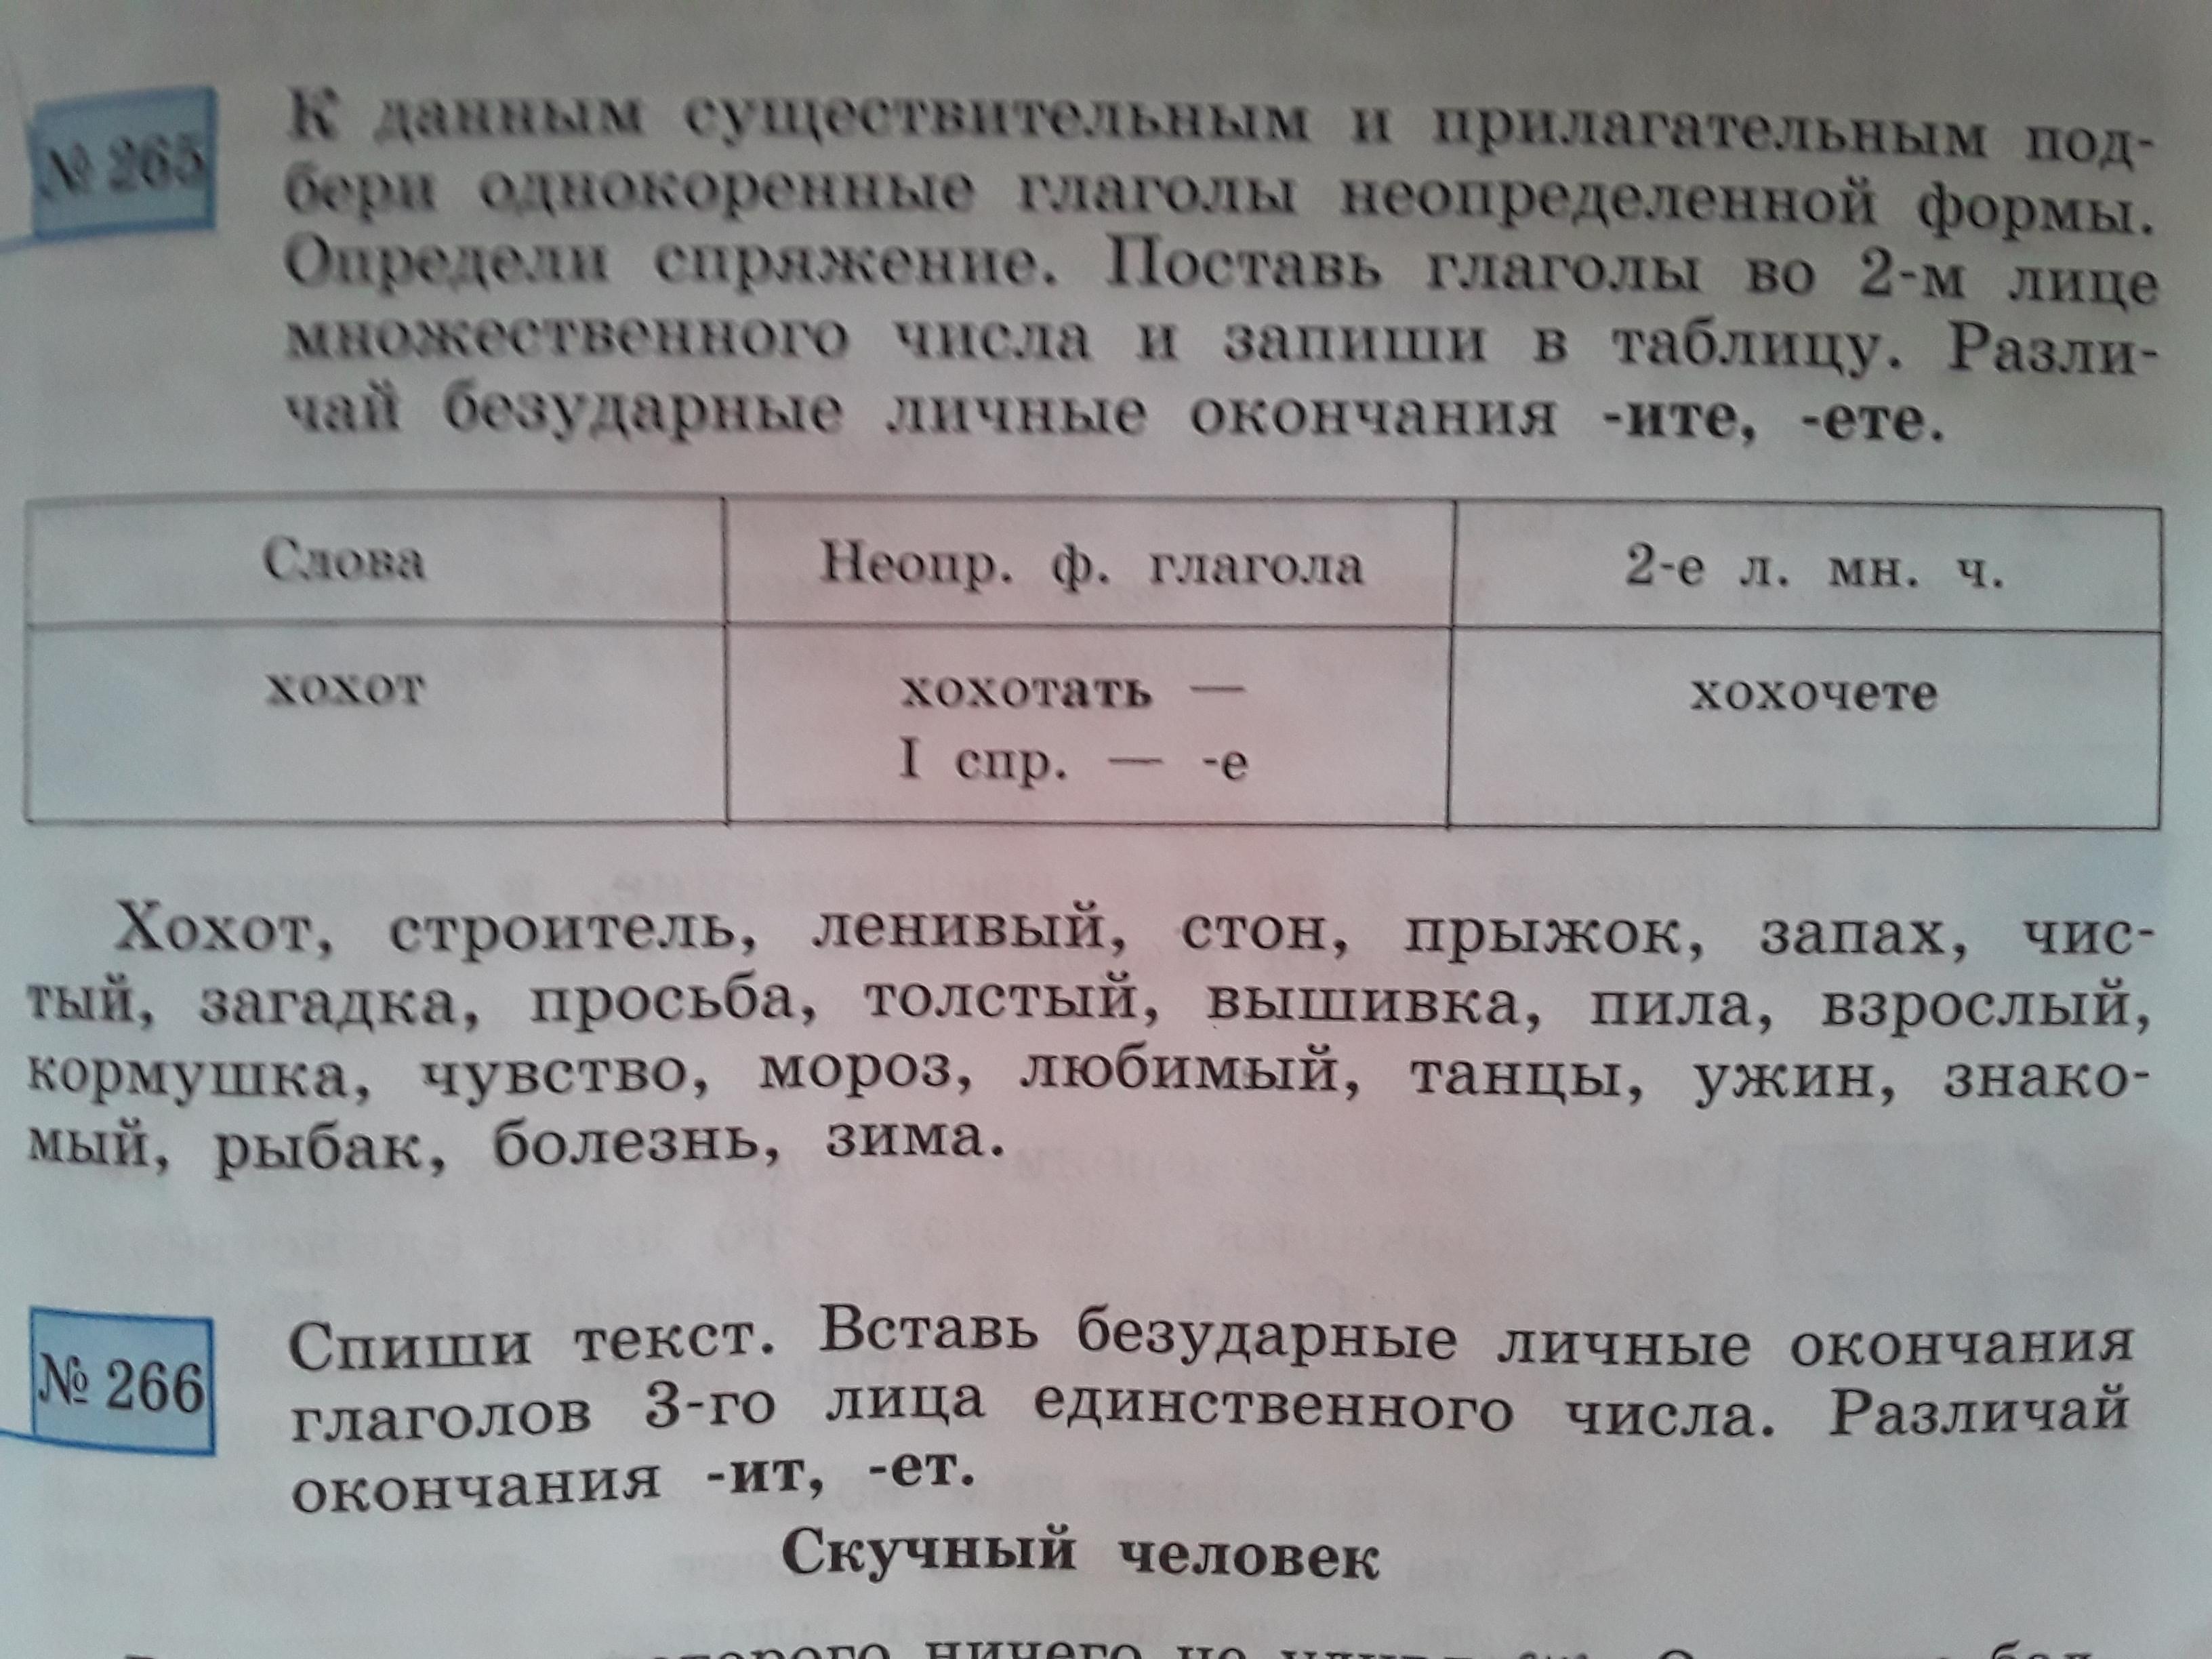 № 265
К данным существительным и прилагательным под-
бери однокоренные глаголы неопределенной формы.
Определи спряжение. Поставь глаголы во 2-м лице
множественного числа и запиши в таблицу. Разли-
чай безударные личные окончания -ите, -ете.
Слова Неопр. ф. глагола 2-е л. мн. ч.
хохот хохотать — хохочете
I спр. — -е
Хохот, строитель, ленивый, стон, прыжок, запах, чис-
тый, загадка, просьба, толстый, вышивка, пила, взрослый,
кормушка, чувство, мороз, любимый, танцы, ужин, знако-
мый, рыбак, болезнь, зима.
№ 266
Спиши текст. Вставь безударные личные окончания
глаголов 3-го лица единственного числа. Различай
окончания -ит, -ет.
Скучный человек
ничего не